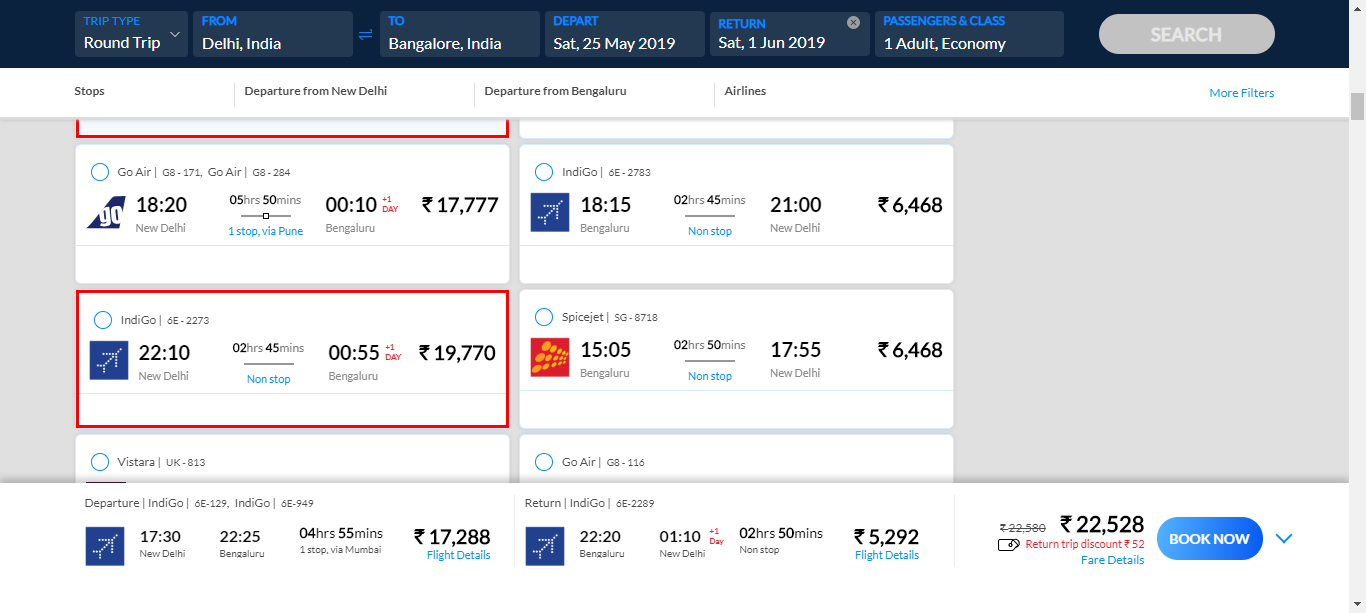 TRIP TYPE
Round Trip
FROM
Delhi, India
TO
Bangalore, India
DEPART
Sat, 25 May 2019
RETURN
Sat, 1 Jun 2019
PASSENGERS & CLASS
1 Adult, Economy
SEARCH
Stops
Departure from New Delhi
Departure from Bengaluru
Airlines
More Filters
Go Air | G8 - 171, Go Air | G8 - 284
go
18:20
New Delhi
05hrs 50mins
1 stop, via Pune
00:10 +1 DAY
Bengaluru
₹ 17,777
IndiGo | 6E - 2783
18:15
Bengaluru
02hrs 45mins
Non stop
21:00
New Delhi
₹ 6,468
IndiGo | 6E - 2273
22:10
New Delhi
02hrs 45mins
Non stop
00:55 +1 DAY
Bengaluru
₹ 19,770
Spicejet | SG - 8718
15:05
Bengaluru
02hrs 50mins
Non stop
17:55
New Delhi
₹ 6,468
Vistara | UK - 813
Go Air | G8 - 116
Departure | IndiGo | 6E-129, IndiGo | 6E-949
17:30
New Delhi
22:25
Bengaluru
04hrs 55mins
1 stop, via Mumbai
₹ 17,288
Flight Details
Return | IndiGo | 6E-2289
22:20
Bengaluru
01:10 +1 Day
New Delhi
02hrs 50mins
Non stop
₹ 5,292
Flight Details
₹ 22,580 ₹ 22,528
Return trip discount ₹ 52
Fare Details
BOOK NOW